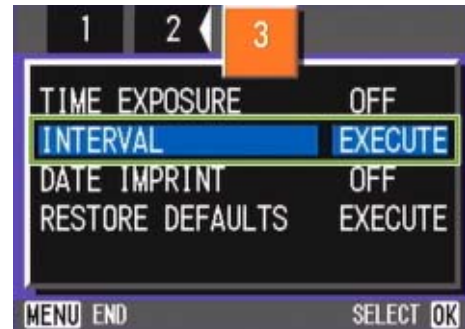 1 2 3
TIME EXPOSURE OFF
INTERVAL EXECUTE
DATE IMPRINT OFF
RESTORE DEFAULTS EXECUTE
MENU END SELECT OK